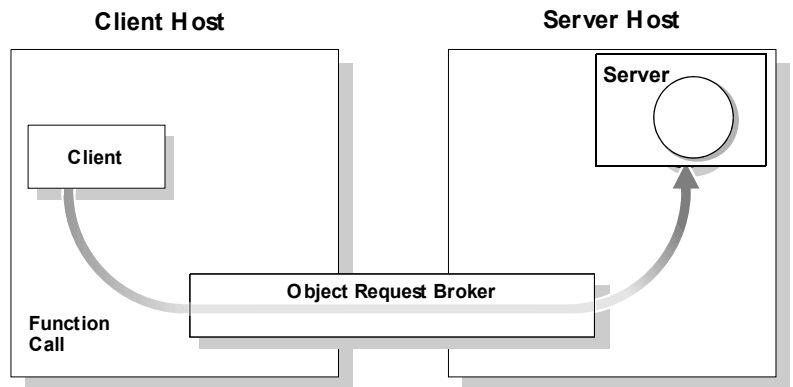 Client Host
Server Host
Server
Client
Object Request Broker
Function
Call